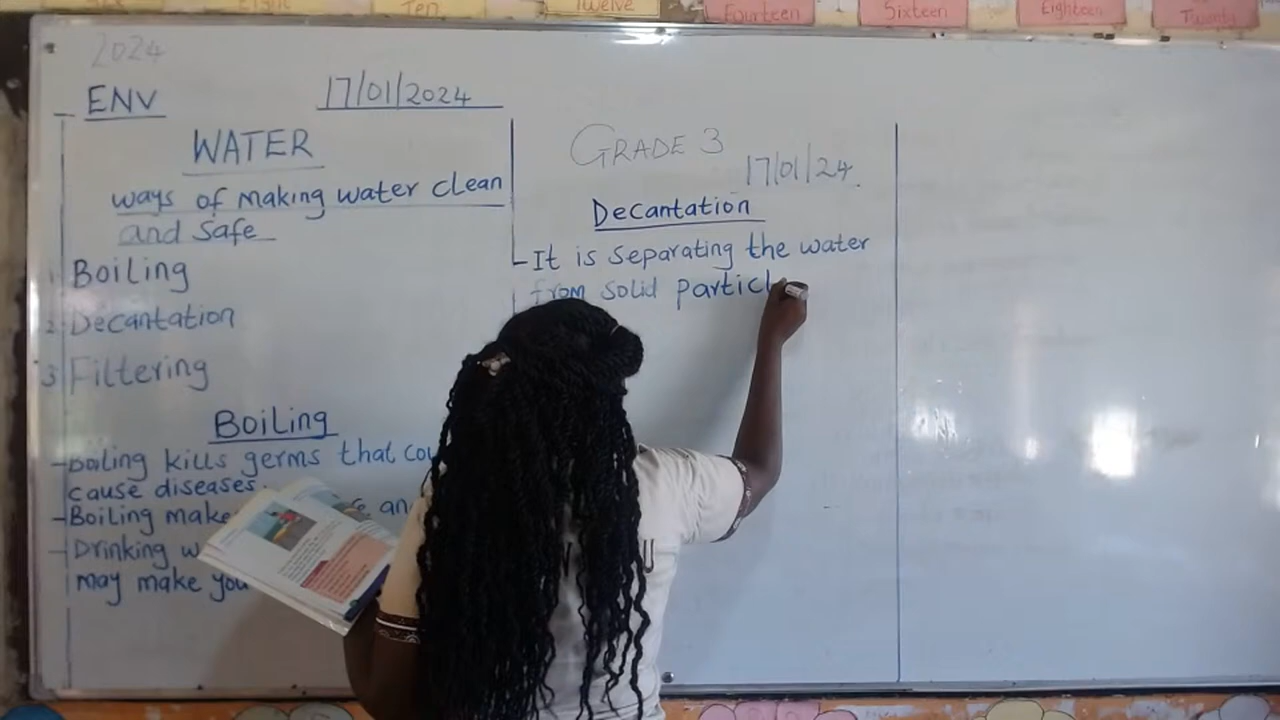 Eight
Ten
Twelve
Fourteen
Sixteen
Eighteen
Twenty
2024
ENV
17/01/2024
WATER
ways of making water clean
and Safe
1 Boiling
2 Decantation
3 Filtering
Boiling
-boiling kills germs that cou
cause diseases.
-Boiling make
e an
-Drinking w
may make you
GRADE 3
17/01/24.
Decantation
-It is separating the water
from solid particl